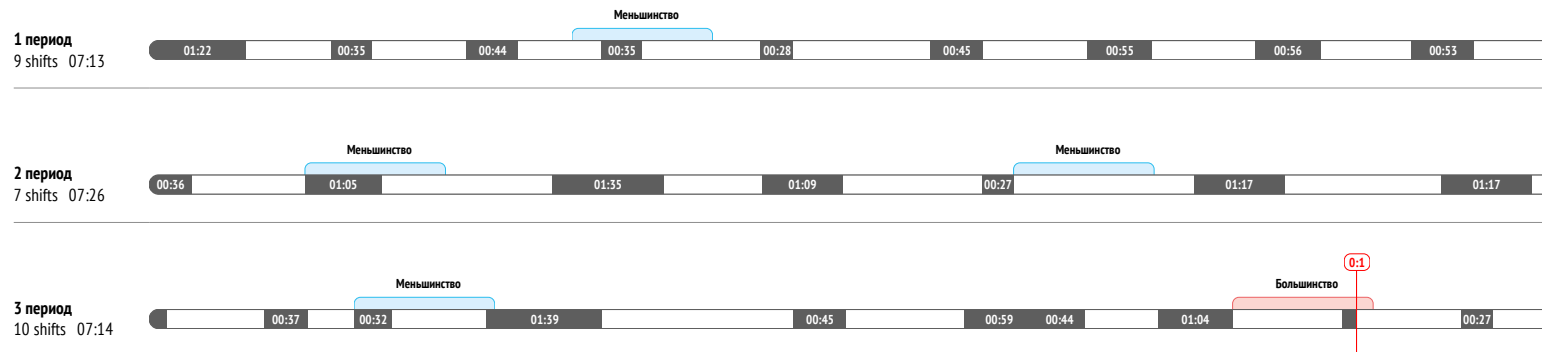 Меньшинство
1 период
9 shifts 07:13
01:22 00:35 00:44 00:35 00:28 00:45 00:55 00:56 00:53
Меньшинство Меньшинство
2 период
7 shifts 07:26
00:36 01:05 01:35 01:09 00:27 01:17 01:17
0:1
Меньшинство Большинство
3 период
10 shifts 07:14
00:37 00:32 01:39 00:45 00:59 00:44 01:04 00:27